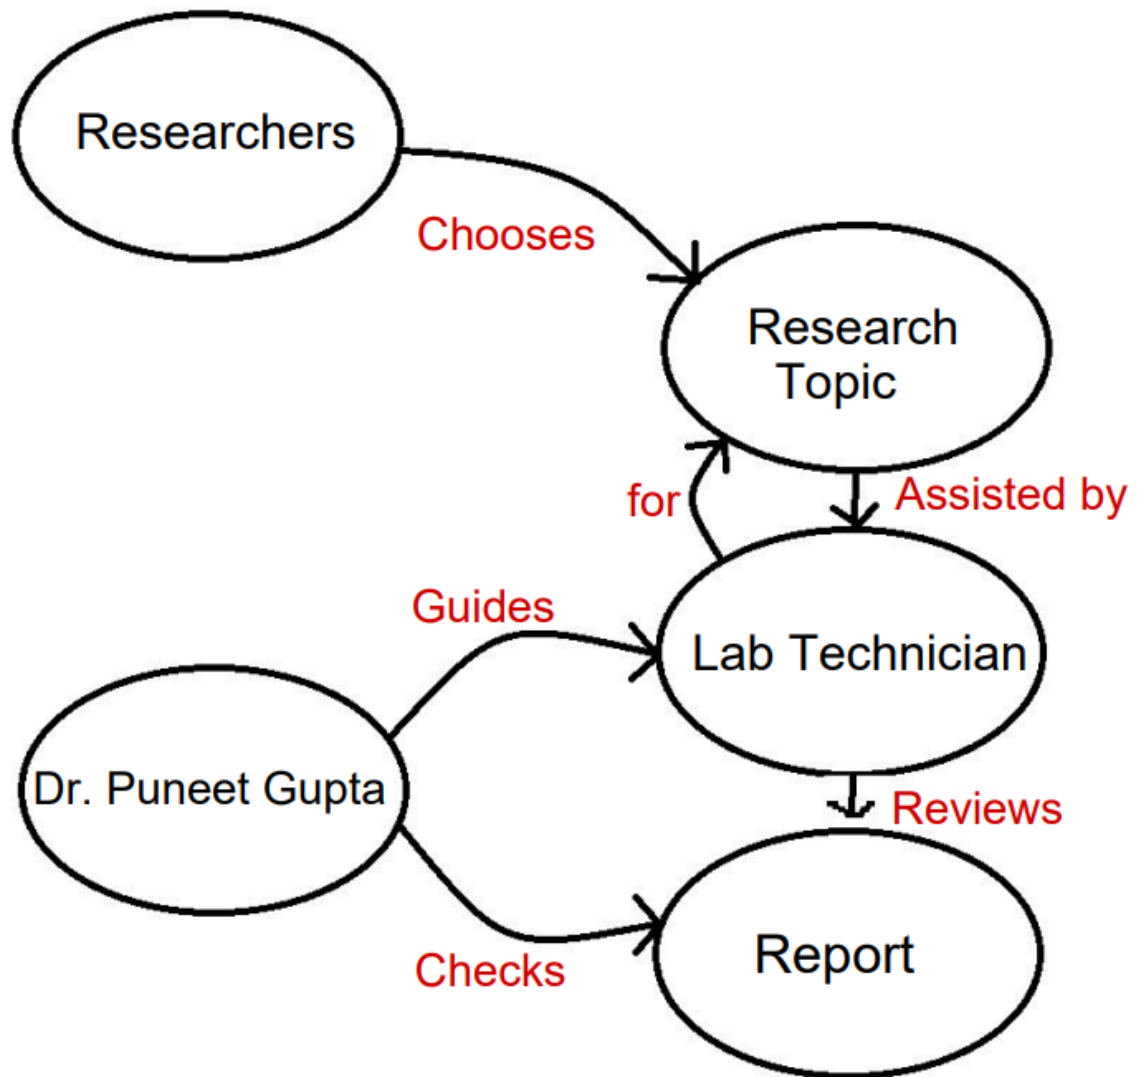 Researchers
Chooses
Research
Topic
for
Assisted by
Guides
Lab Technician
Dr. Puneet Gupta
Reviews
Checks
Report